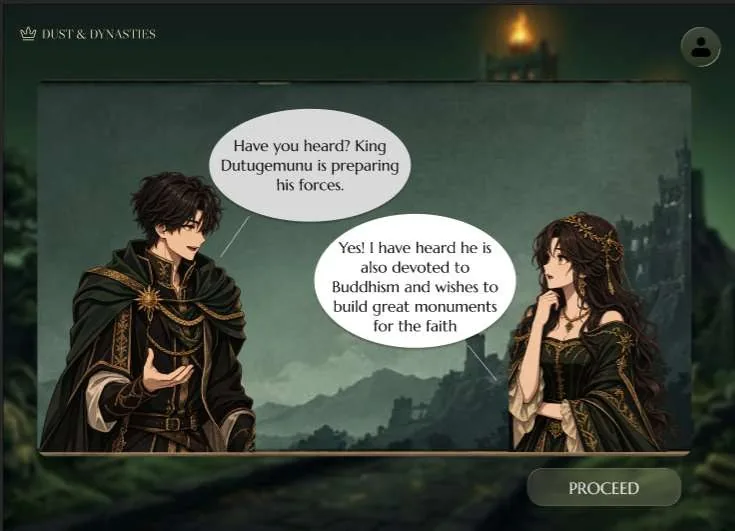 DUST & DYNASTIES
Have you heard? King
Dutugemunu is preparing
his forces.
Yes! I have heard he is
also devoted to
Buddhism and wishes to
build great monuments
for the faith
PROCEED